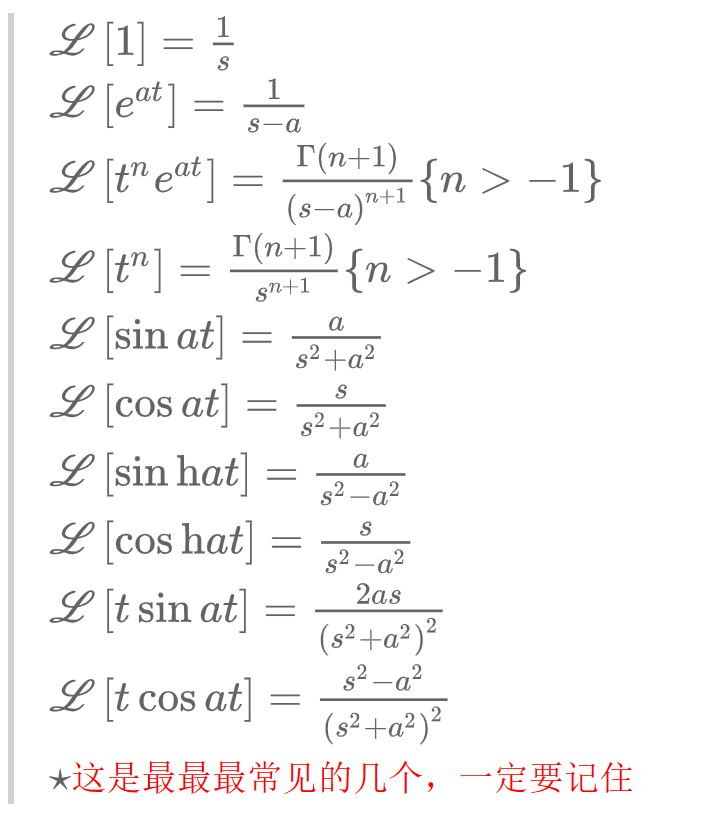 ℒ[1] = 1/s
ℒ[e^{at}] = 1/(s−a)
ℒ[t^n e^{at}] = Γ(n+1)/(s−a)^{n+1} {n > −1}
ℒ[t^n] = Γ(n+1)/s^{n+1} {n > −1}
ℒ[sin at] = a/(s²+a²)
ℒ[cos at] = s/(s²+a²)
ℒ[sin hat] = a/(s²−a²)
ℒ[cos hat] = s/(s²−a²)
ℒ[t sin at] = 2as/(s²+a²)²
ℒ[t cos at] = (s²−a²)/(s²+a²)²
★这是最最最常见的几个，一定要记住